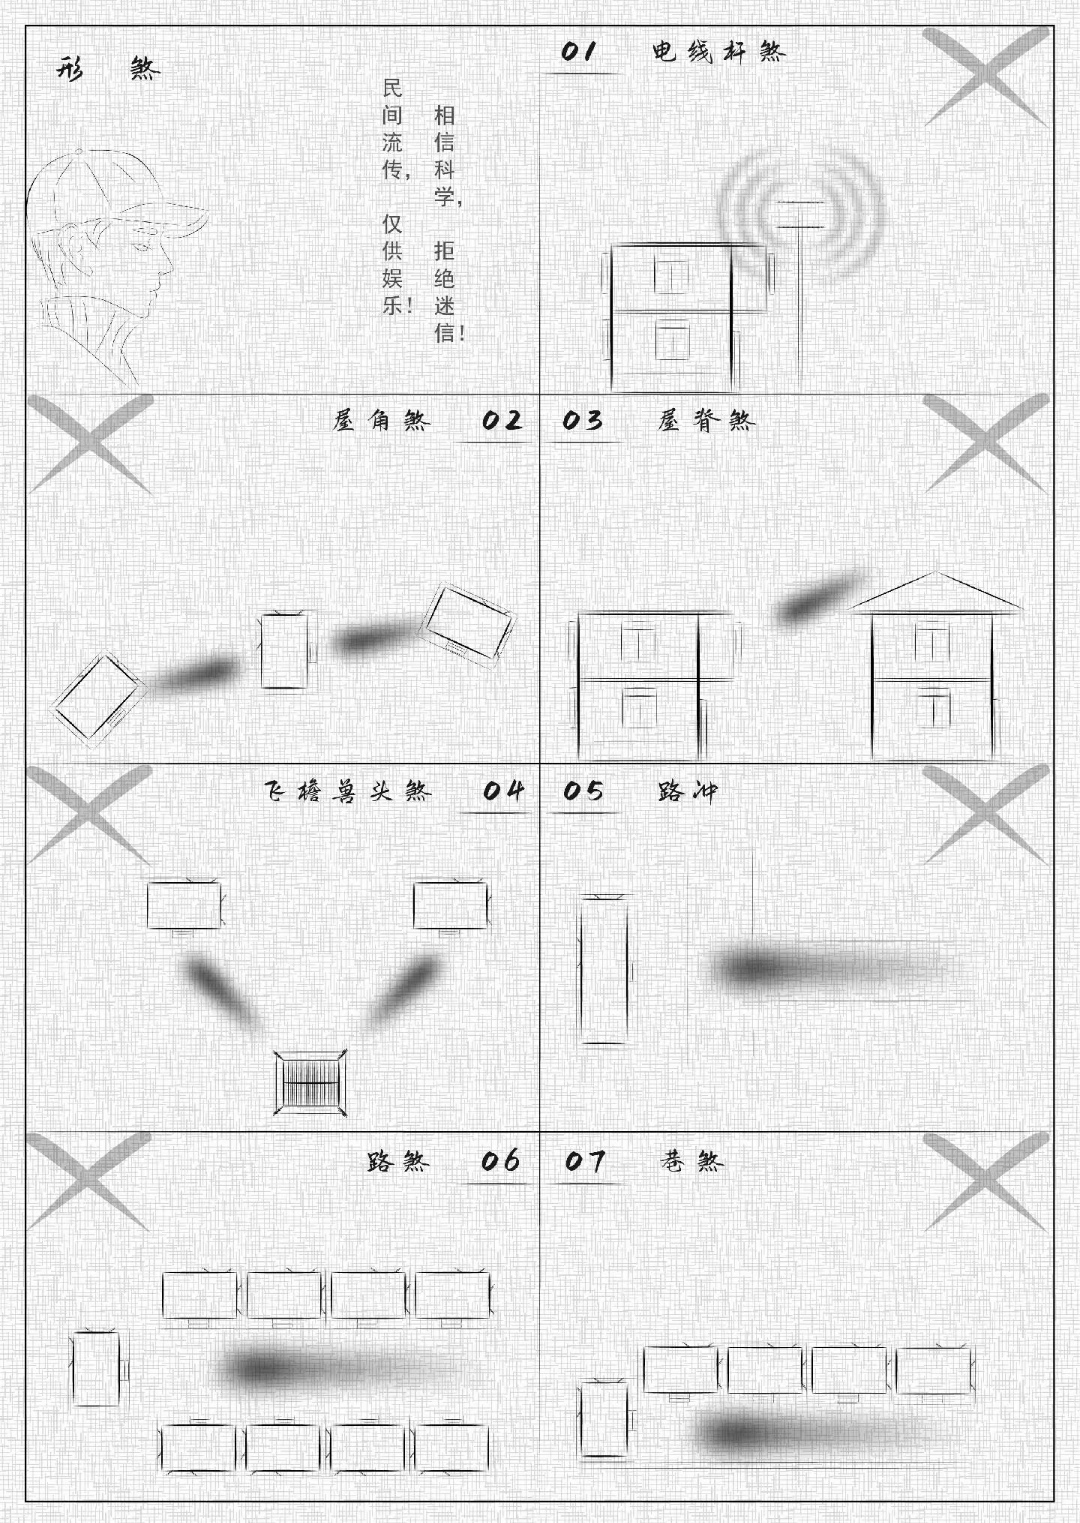 形 煞
民间流传，仅供娱乐！
相信科学，拒绝迷信！
01 电线杆煞
屋角煞 02
03 屋脊煞
飞檐兽头煞 04
05 路冲
路煞 06
07 巷煞